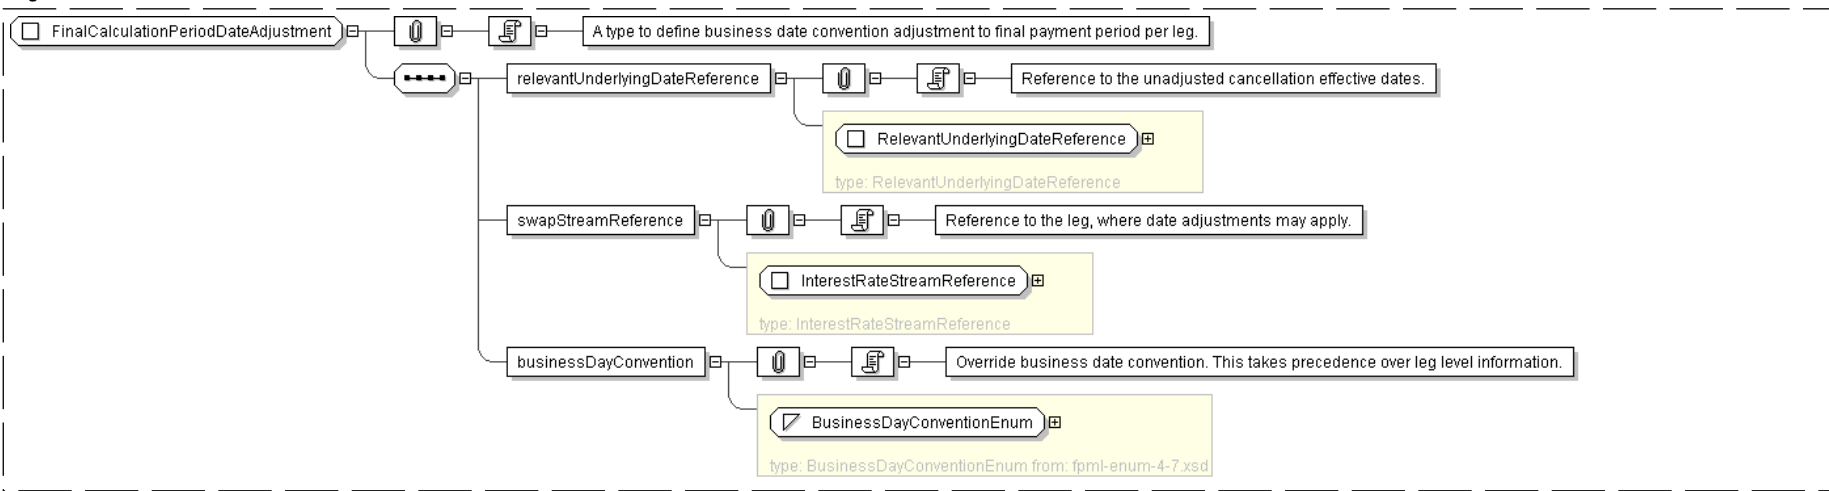 FinalCalculationPeriodDateAdjustment
A type to define business date convention adjustment to final payment period per leg.
relevantUnderlyingDateReference
Reference to the unadjusted cancellation effective dates.
RelevantUnderlyingDateReference
type: RelevantUnderlyingDateReference
swapStreamReference
Reference to the leg, where date adjustments may apply.
InterestRateStreamReference
type: InterestRateStreamReference
businessDayConvention
Override business date convention. This takes precedence over leg level information.
BusinessDayConventionEnum
type: BusinessDayConventionEnum from: fpml-enum-4-7.xsd